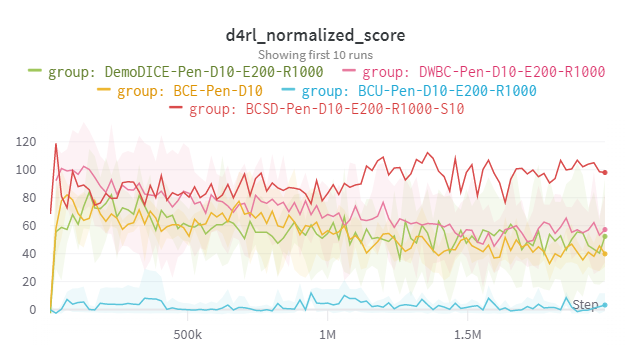 d4rl_normalized_score
Showing first 10 runs
group: DemoDICE-Pen-D10-E200-R1000 group: DWBC-Pen-D10-E200-R1000
group: BCE-Pen-D10 group: BCU-Pen-D10-E200-R1000
group: BCSD-Pen-D10-E200-R1000-S10
120
100
80
60
40
20
0
Step
500k 1M 1.5M